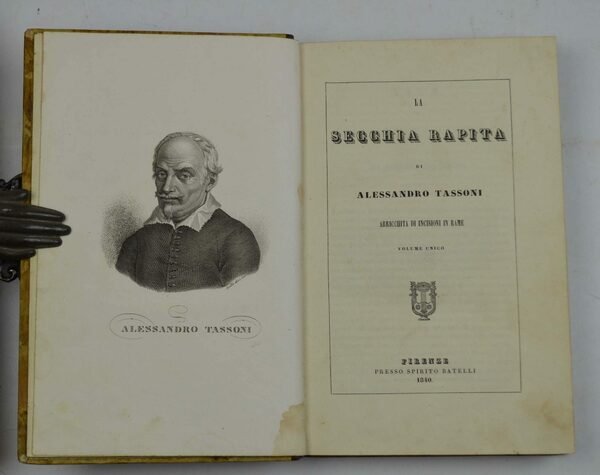 ALESSANDRO TASSONI
LA
SECCHIA RAPITA
DI
ALESSANDRO TASSONI
ARRICCHITA DI INCISIONI IN RAME
VOLUME UNICO
FIRENZE
PRESSO SPIRITO BATELLI
1840.